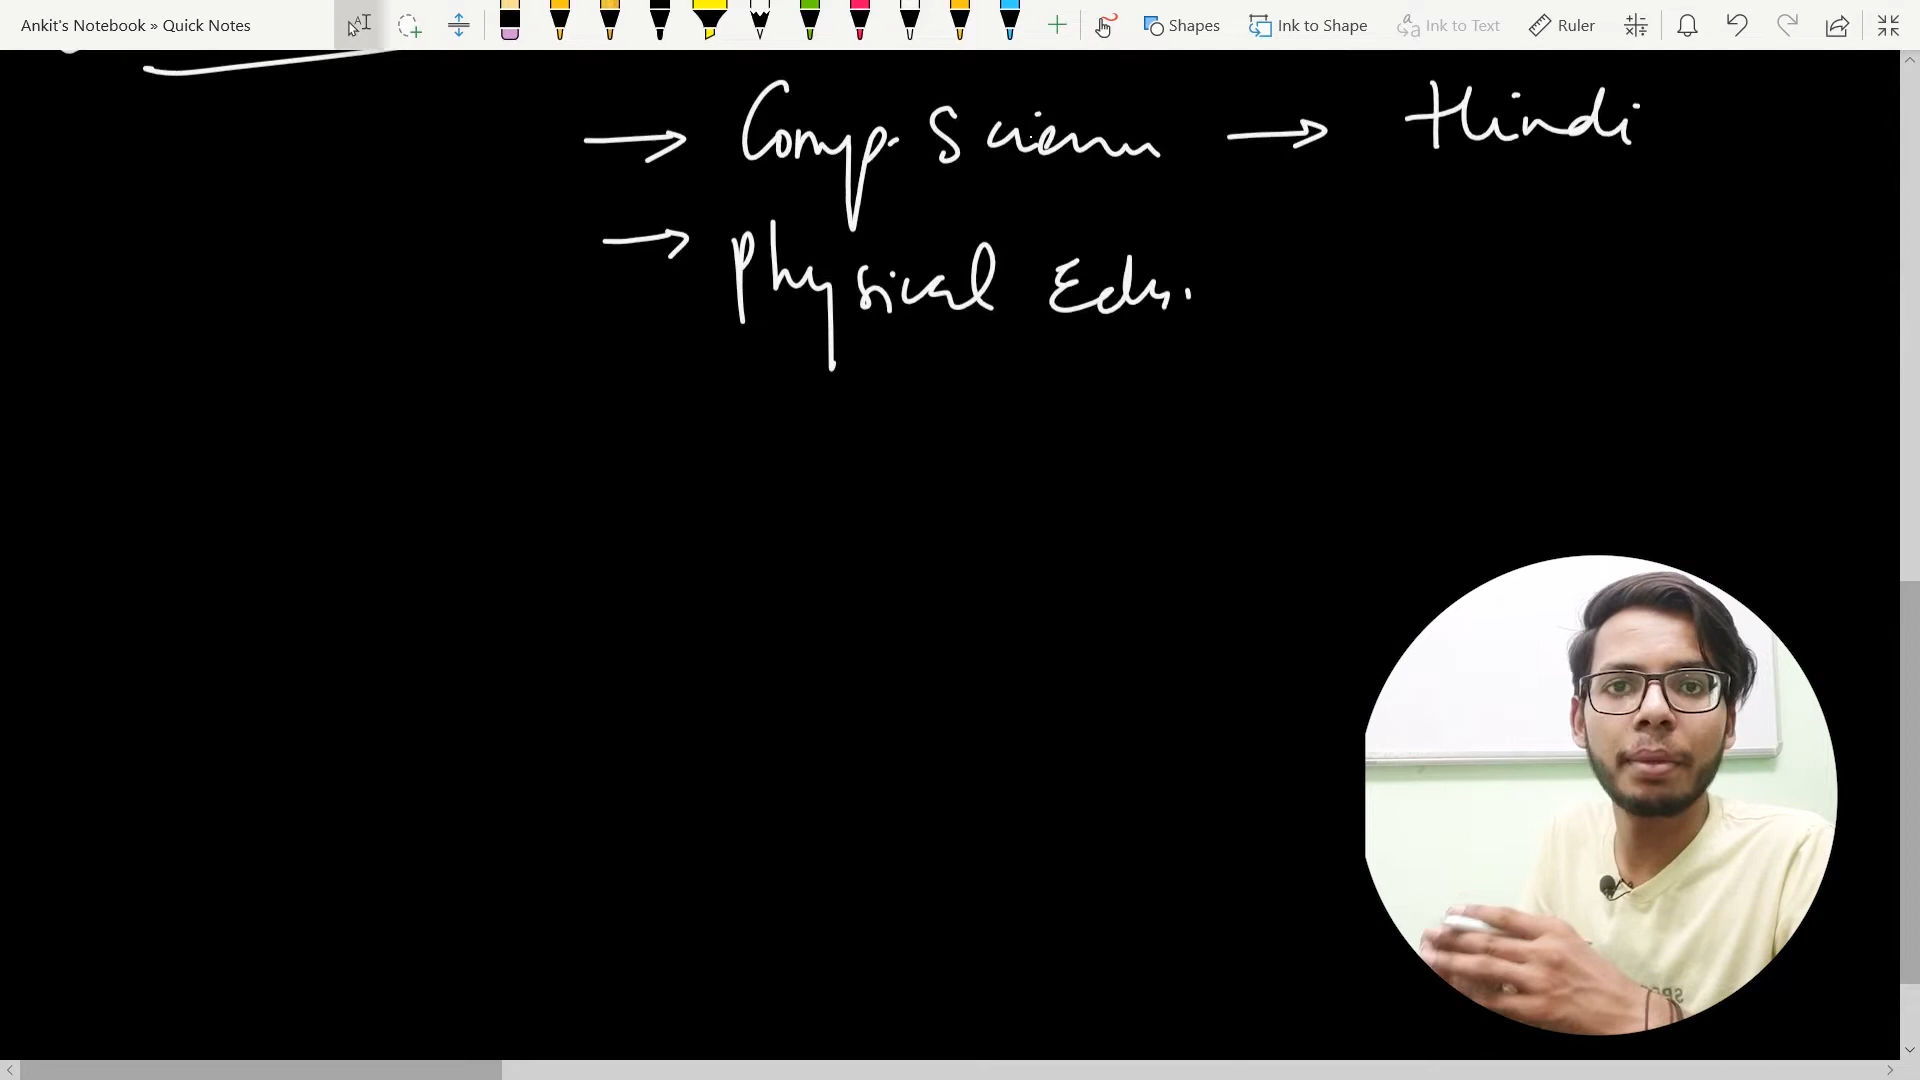 Ankit's Notebook » Quick Notes
Shapes
Ink to Shape
Ink to Text
Ruler
→ Comp. Science → Hindi
→ Physical Edu.